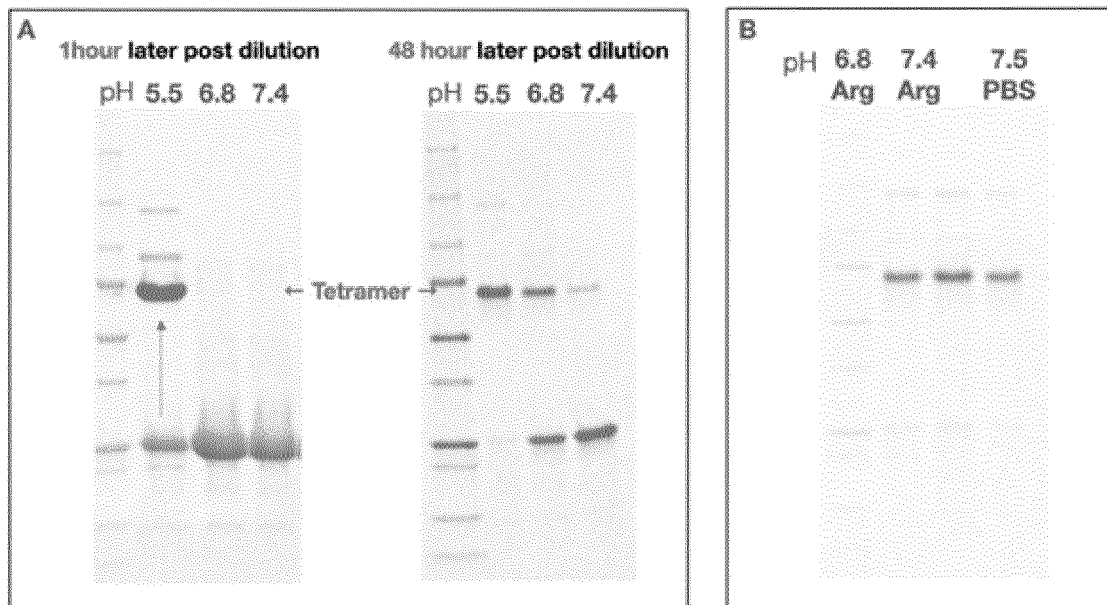 A
1hour later post dilution
pH 5.5 6.8 7.4
48 hour later post dilution
pH 5.5 6.8 7.4
← Tetramer →
B
pH 6.8 7.4 7.5
Arg Arg PBS